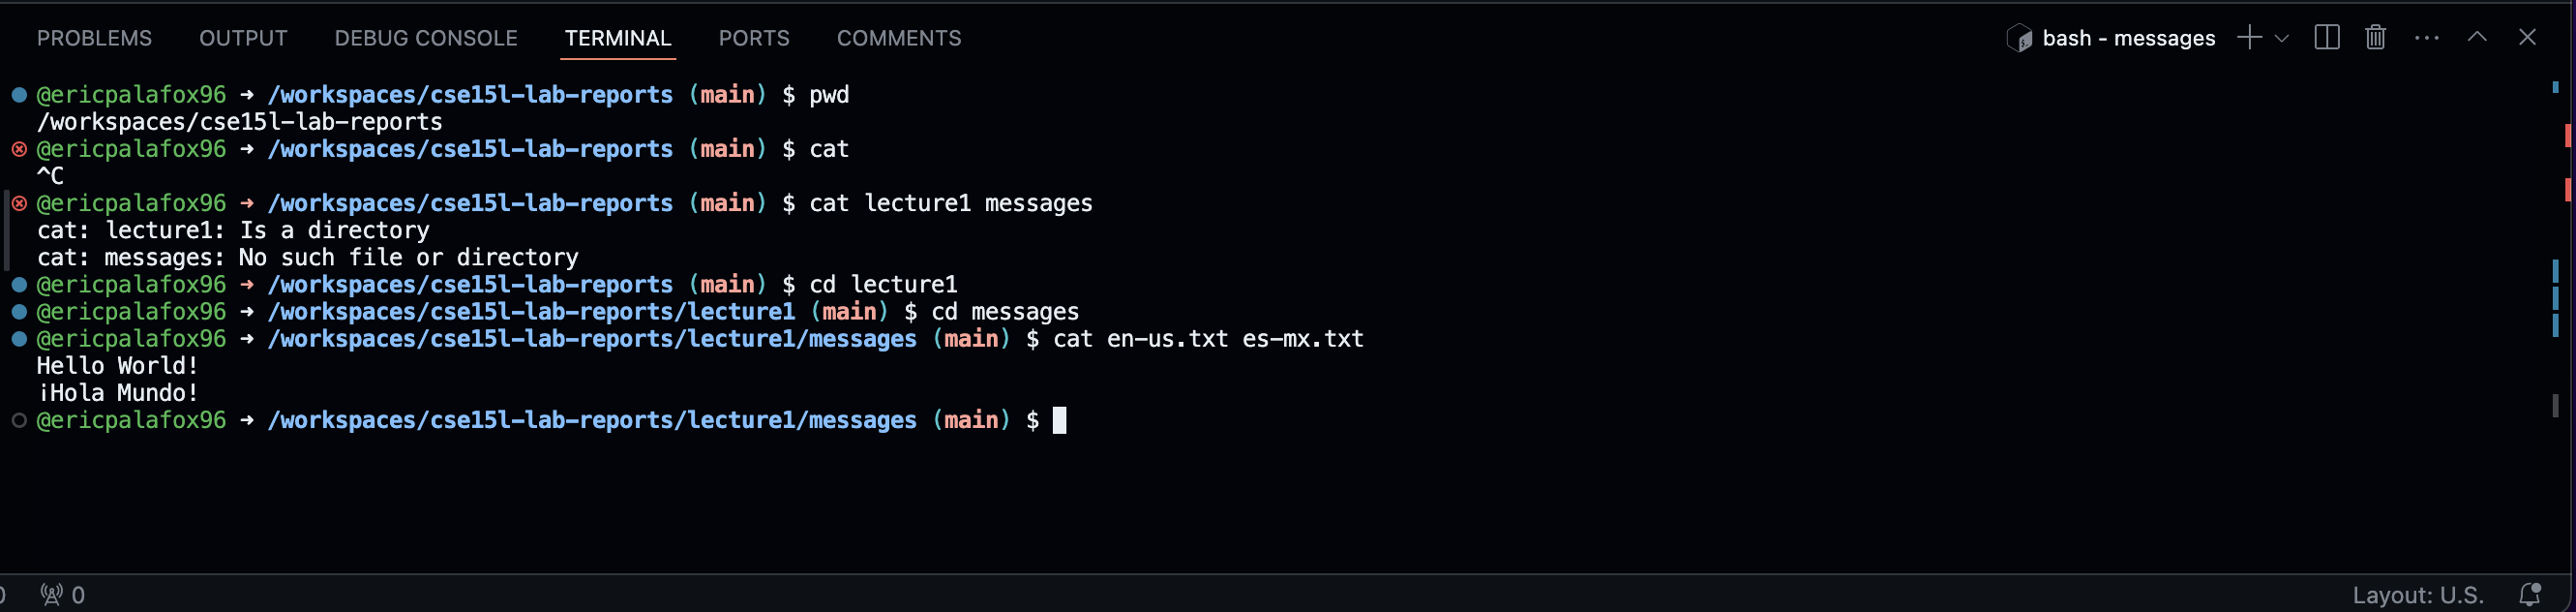 PROBLEMS OUTPUT DEBUG CONSOLE TERMINAL PORTS COMMENTS bash - messages
@ericpalafox96 ➜ /workspaces/cse15l-lab-reports (main) $ pwd
/workspaces/cse15l-lab-reports
@ericpalafox96 ➜ /workspaces/cse15l-lab-reports (main) $ cat
^C
@ericpalafox96 ➜ /workspaces/cse15l-lab-reports (main) $ cat lecture1 messages
cat: lecture1: Is a directory
cat: messages: No such file or directory
@ericpalafox96 ➜ /workspaces/cse15l-lab-reports (main) $ cd lecture1
@ericpalafox96 ➜ /workspaces/cse15l-lab-reports/lecture1 (main) $ cd messages
@ericpalafox96 ➜ /workspaces/cse15l-lab-reports/lecture1/messages (main) $ cat en-us.txt es-mx.txt
Hello World!
¡Hola Mundo!
@ericpalafox96 ➜ /workspaces/cse15l-lab-reports/lecture1/messages (main) $
0 Layout: U.S.